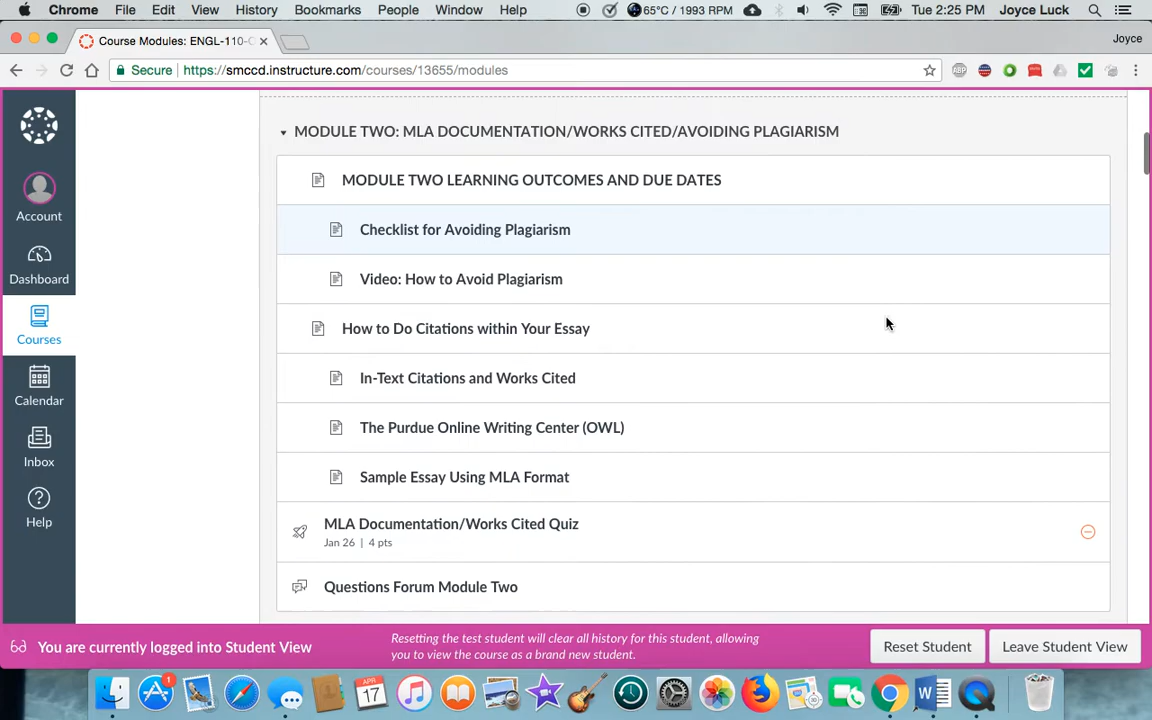 Chrome File Edit View History Bookmarks People Window Help 65°C / 1993 RPM Tue 2:25 PM Joyce Luck
Course Modules: ENGL-110-
Joyce
Secure https://smccd.instructure.com/courses/13655/modules
ABP
MODULE TWO: MLA DOCUMENTATION/WORKS CITED/AVOIDING PLAGIARISM
MODULE TWO LEARNING OUTCOMES AND DUE DATES
Checklist for Avoiding Plagiarism
Video: How to Avoid Plagiarism
How to Do Citations within Your Essay
In-Text Citations and Works Cited
The Purdue Online Writing Center (OWL)
Sample Essay Using MLA Format
MLA Documentation/Works Cited Quiz
Jan 26 | 4 pts
Questions Forum Module Two
Account
Dashboard
Courses
Calendar
Inbox
Help
You are currently logged into Student View
Resetting the test student will clear all history for this student, allowing
you to view the course as a brand new student.
Reset Student
Leave Student View
1
APR
17